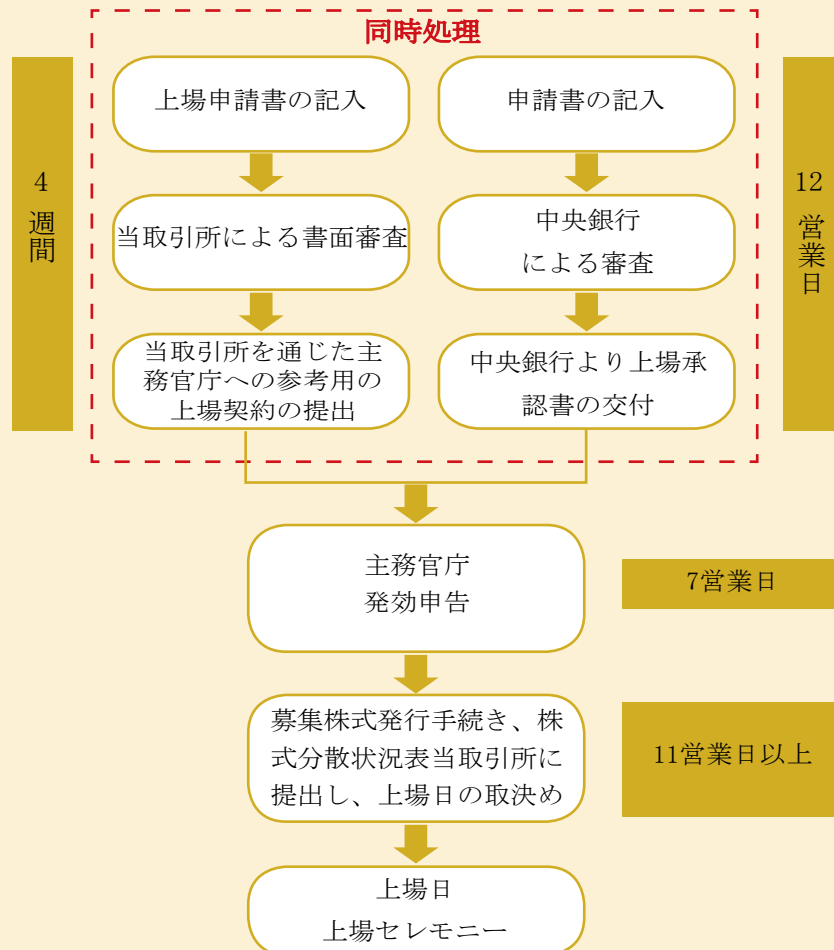 同時処理
4
週間
上場申請書の記入
当取引所による書面審査
当取引所を通じた主
務官庁への参考用の
上場契約の提出
申請書の記入
中央銀行
による審査
中央銀行より上場承
認書の交付
12
営業日
主務官庁
発効申告
7営業日
募集株式発行手続き、株
式分散状況表当取引所に
提出し、上場日の取決め
11営業日以上
上場日
上場セレモニー